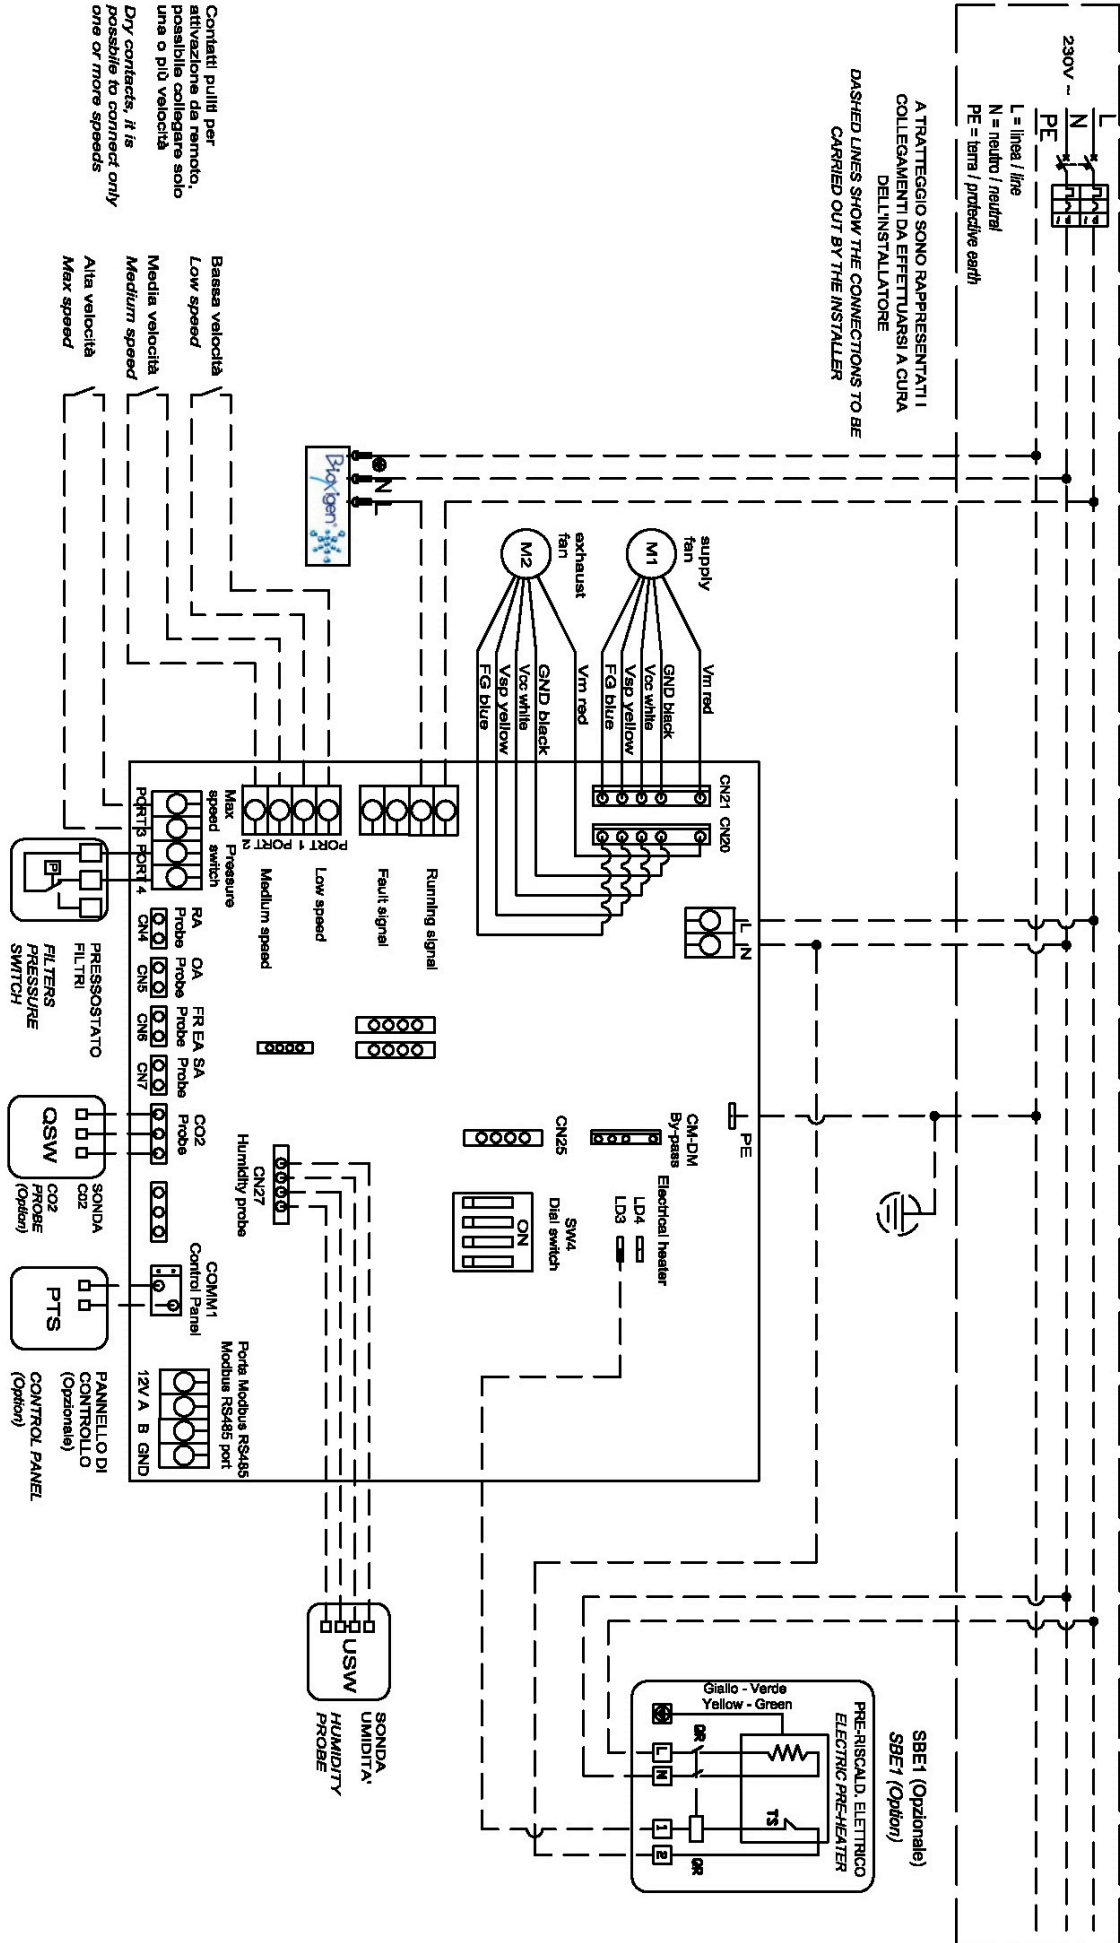 230V ~
L
N
PE
L = linea / line
N = neutro / neutral
PE = terra / protective earth
A TRATTEGGIO SONO RAPPRESENTATI I
COLLEGAMENTI DA EFFETTUARSI A CURA
DELL'INSTALLATORE
DASHED LINES SHOW THE CONNECTIONS TO BE
CARRIED OUT BY THE INSTALLER
SBE1 (Opzionale)
SBE1 (Option)
PRE-RISCALD. ELETTRICO
ELECTRIC PRE-HEATER
Giallo - Verde
Yellow - Green
QR
TS
L
N
1
2
QR
Bioxigen
N
L
supply
fan
M1
Vm red
GND black
Vcc white
Vsp yellow
FG blue
exhaust
fan
M2
Vm red
GND black
Vcc white
Vsp yellow
FG blue
CN21
CN20
L
N
PE
CM-DM
By-pass
Electrical heater
LD4
LD3
CN25
SW4
Dial switch
ON
Running signal
Fault signal
PORT 1
PORT 2
Low speed
Medium speed
Max
speed
Pressure
switch
PORT 3
PORT 4
RA
Probe
CN4
OA
Probe
CN5
FR EA
Probe
CN6
SA
Probe
CN7
CO2
Probe
CN27
Humidity probe
COMM1
Control Panel
Porta Modbus RS485
Modbus RS485 port
12V A B GND
Contatti puliti per
attivazione da remoto,
possibile collegare solo
una o più velocità
Dry contacts, it is
possbile to connect only
one or more speeds
Bassa velocità
Low speed
Media velocità
Medium speed
Alta velocità
Max speed
P
PRESSOSTATO
FILTRI
FILTERS
PRESSURE
SWITCH
QSW
SONDA
CO2
CO2
PROBE
(Option)
PTS
PANNELLO DI
CONTROLLO
(Opzionale)
CONTROL PANEL
(Option)
USW
SONDA
UMIDITA'
HUMIDITY
PROBE